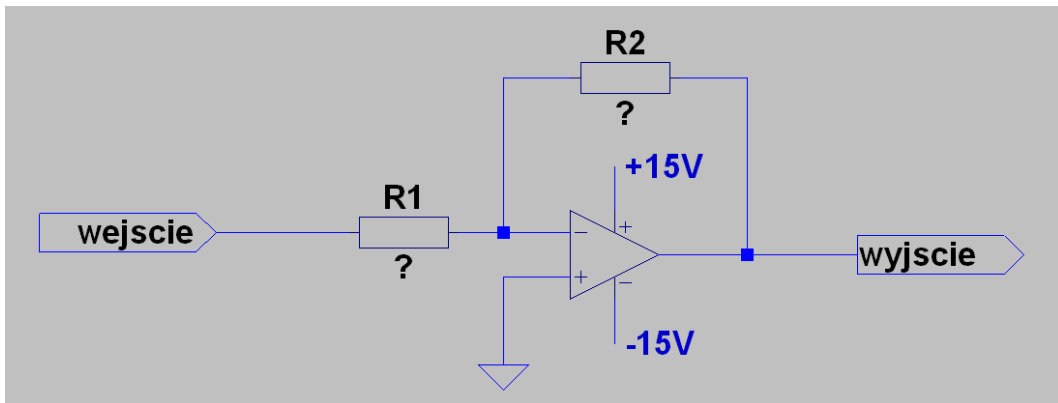 R2
?
+15V
R1
wejscie
?
−
+
+
−
wyjscie
-15V